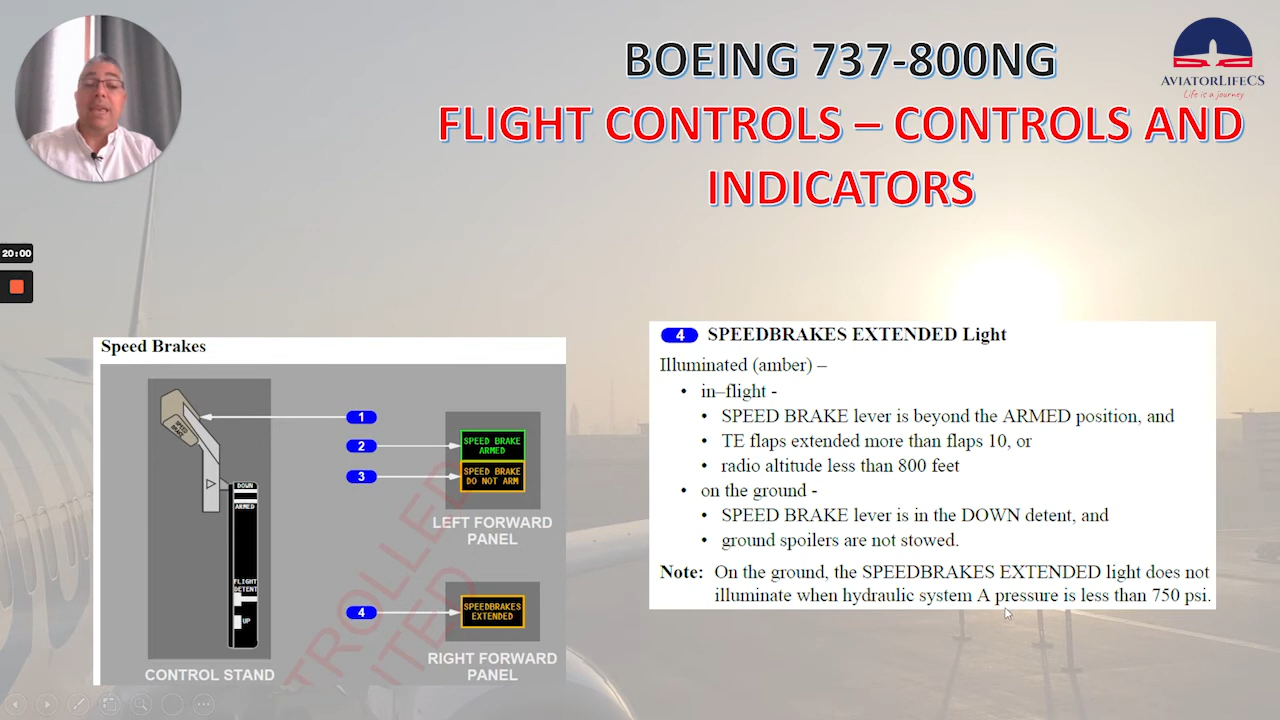 BOEING 737-800NG
FLIGHT CONTROLS – CONTROLS AND
INDICATORS
AVIATORLIFECS
Life is a journey
20:00
Speed Brakes
SPEED
BRAKE
DOWN
ARMED
FLIGHT
DETENT
UP
CONTROL STAND
1
2
3
4
SPEED BRAKE
ARMED
SPEED BRAKE
DO NOT ARM
LEFT FORWARD
PANEL
SPEEDBRAKES
EXTENDED
RIGHT FORWARD
PANEL
4 SPEEDBRAKES EXTENDED Light
Illuminated (amber) –
• in–flight -
• SPEED BRAKE lever is beyond the ARMED position, and
• TE flaps extended more than flaps 10, or
• radio altitude less than 800 feet
• on the ground -
• SPEED BRAKE lever is in the DOWN detent, and
• ground spoilers are not stowed.
Note: On the ground, the SPEEDBRAKES EXTENDED light does not
illuminate when hydraulic system A pressure is less than 750 psi.